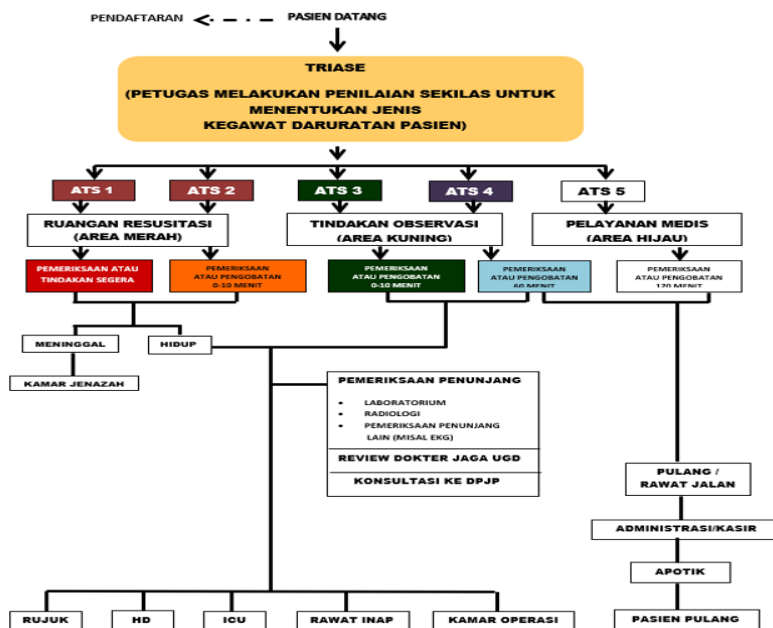 PENDAFTARAN
PASIEN DATANG
TRIASE
(PETUGAS MELAKUKAN PENILAIAN SEKILAS UNTUK
MENENTUKAN JENIS
KEGAWAT DARURATAN PASIEN)
ATS 1
ATS 2
ATS 3
ATS 4
ATS 5
RUANGAN RESUSITASI
(AREA MERAH)
TINDAKAN OBSERVASI
(AREA KUNING)
PELAYANAN MEDIS
(AREA HIJAU)
PEMERIKSAAN ATAU
TINDAKAN SEGERA
PEMERIKSAAN
ATAU PENGOBATAN
0-10 MENIT
PEMERIKSAAN
ATAU PENGOBATAN
0-10 MENIT
PEMERIKSAAN
ATAU PENGOBATAN
60 MENIT
PEMERIKSAAN
ATAU PENGOBATAN
120 MENIT
MENINGGAL
HIDUP
KAMAR JENAZAH
PEMERIKSAAN PENUNJANG
• LABORATORIUM
• RADIOLOGI
• PEMERIKSAAN PENUNJANG
LAIN (MISAL EKG)
REVIEW DOKTER JAGA UGD
KONSULTASI KE DPJP
PULANG /
RAWAT JALAN
ADMINISTRASI/KASIR
APOTIK
RUJUK
HD
ICU
RAWAT INAP
KAMAR OPERASI
PASIEN PULANG